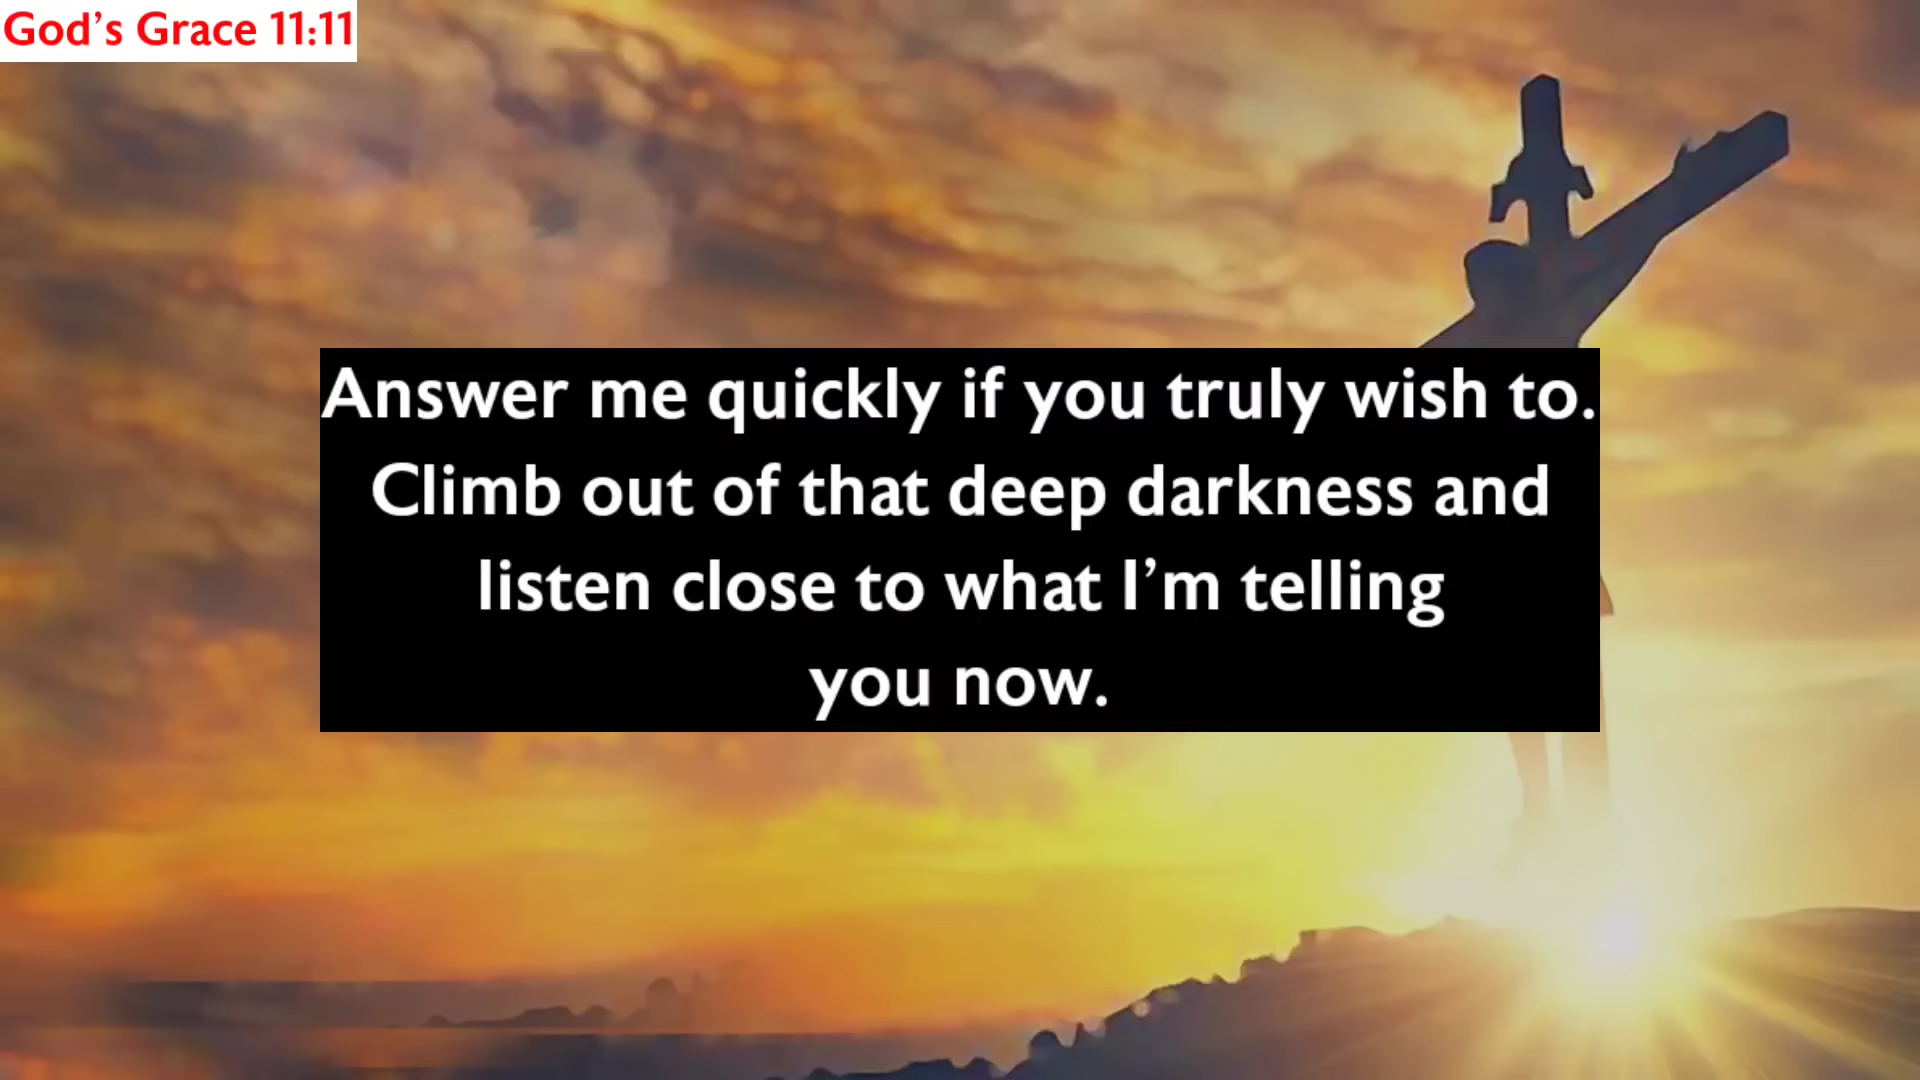 God’s Grace 11:11
Answer me quickly if you truly wish to.
Climb out of that deep darkness and
listen close to what I’m telling
you now.